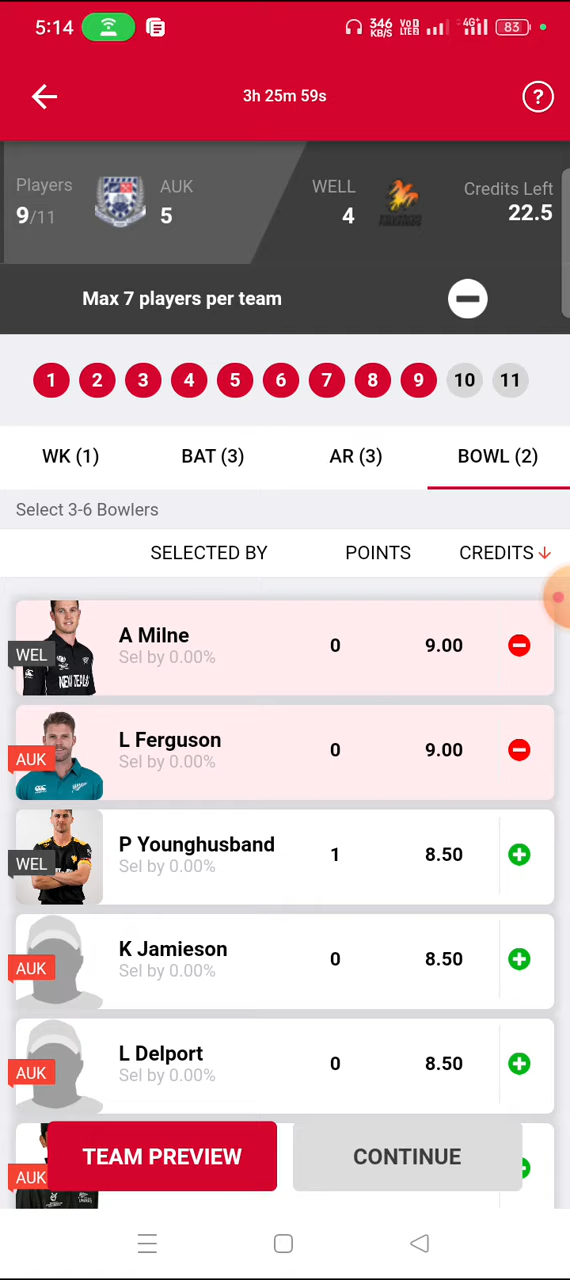 5:14
346
KB/S
VoD
LTE2
4G+
83
3h 25m 59s
?
Players
9/11
AUK
5
WELL
4
Credits Left
22.5
Max 7 players per team
1 2 3 4 5 6 7 8 9 10 11
WK (1) BAT (3) AR (3) BOWL (2)
Select 3-6 Bowlers
SELECTED BY POINTS CREDITS
A Milne
Sel by 0.00%
WEL
0 9.00
L Ferguson
Sel by 0.00%
AUK
0 9.00
P Younghusband
Sel by 0.00%
WEL
1 8.50
K Jamieson
Sel by 0.00%
AUK
0 8.50
L Delport
Sel by 0.00%
AUK
0 8.50
AUK
TEAM PREVIEW CONTINUE